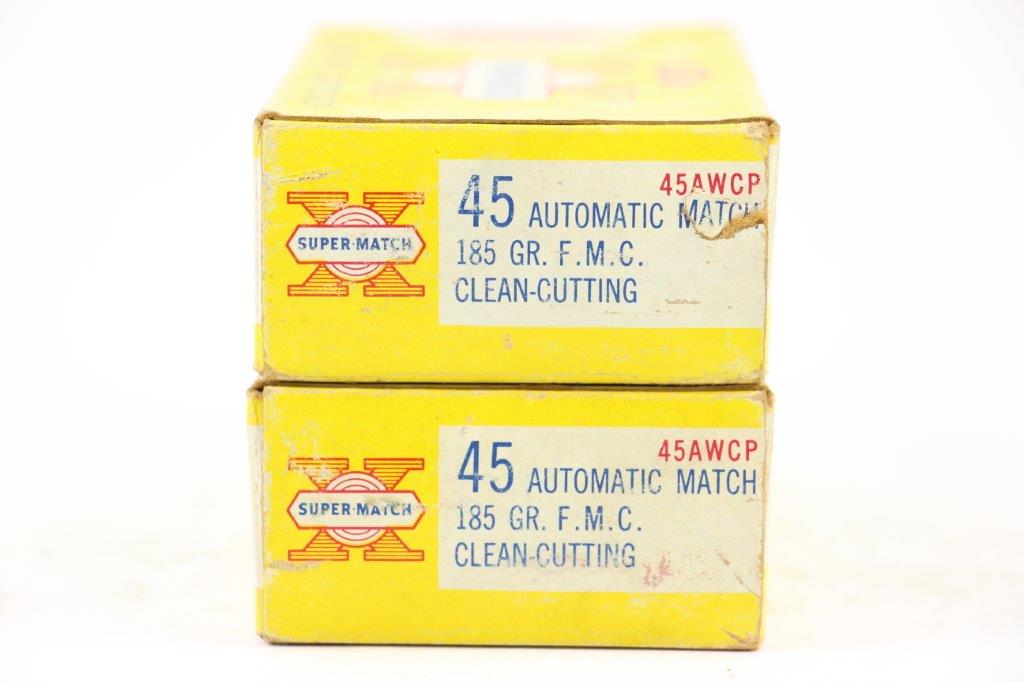 45AWCP
45 AUTOMATIC MATCH
185 GR. F.M.C.
CLEAN-CUTTING
SUPER-MATCH
45AWCP
45 AUTOMATIC MATCH
185 GR. F.M.C.
CLEAN-CUTTING
SUPER-MATCH